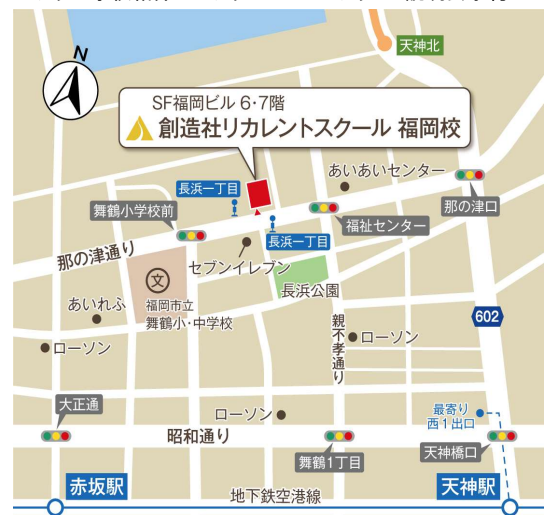 天神北
N
SF福岡ビル 6・7階
創造社リカレントスクール 福岡校
あいあいセンター
那の津口
長浜一丁目
舞鶴小学校前
福祉センター
長浜一丁目
那の津通り
セブンイレブン
文
長浜公園
福岡市立
舞鶴小・中学校
あいれふ
602
親不孝通り
ローソン
ローソン
大正通
ローソン
最寄り
西1出口
昭和通り
舞鶴1丁目
天神橋口
赤坂駅
地下鉄空港線
天神駅